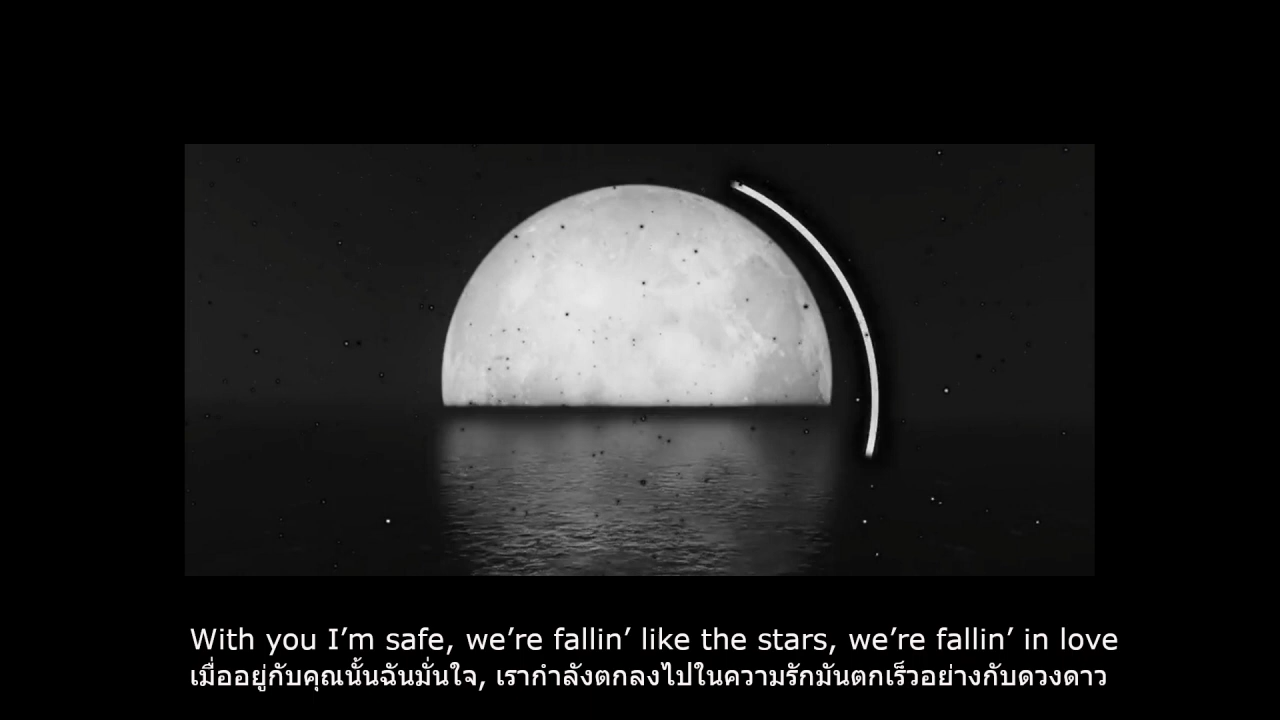 With you I’m safe, we’re fallin’ like the stars, we’re fallin’ in love
เมื่ออยู่กับคุณนั้นฉันมั่นใจ, เรากำลังตกลงไปในความรักมันตกเร็วอย่างกับดวงดาว